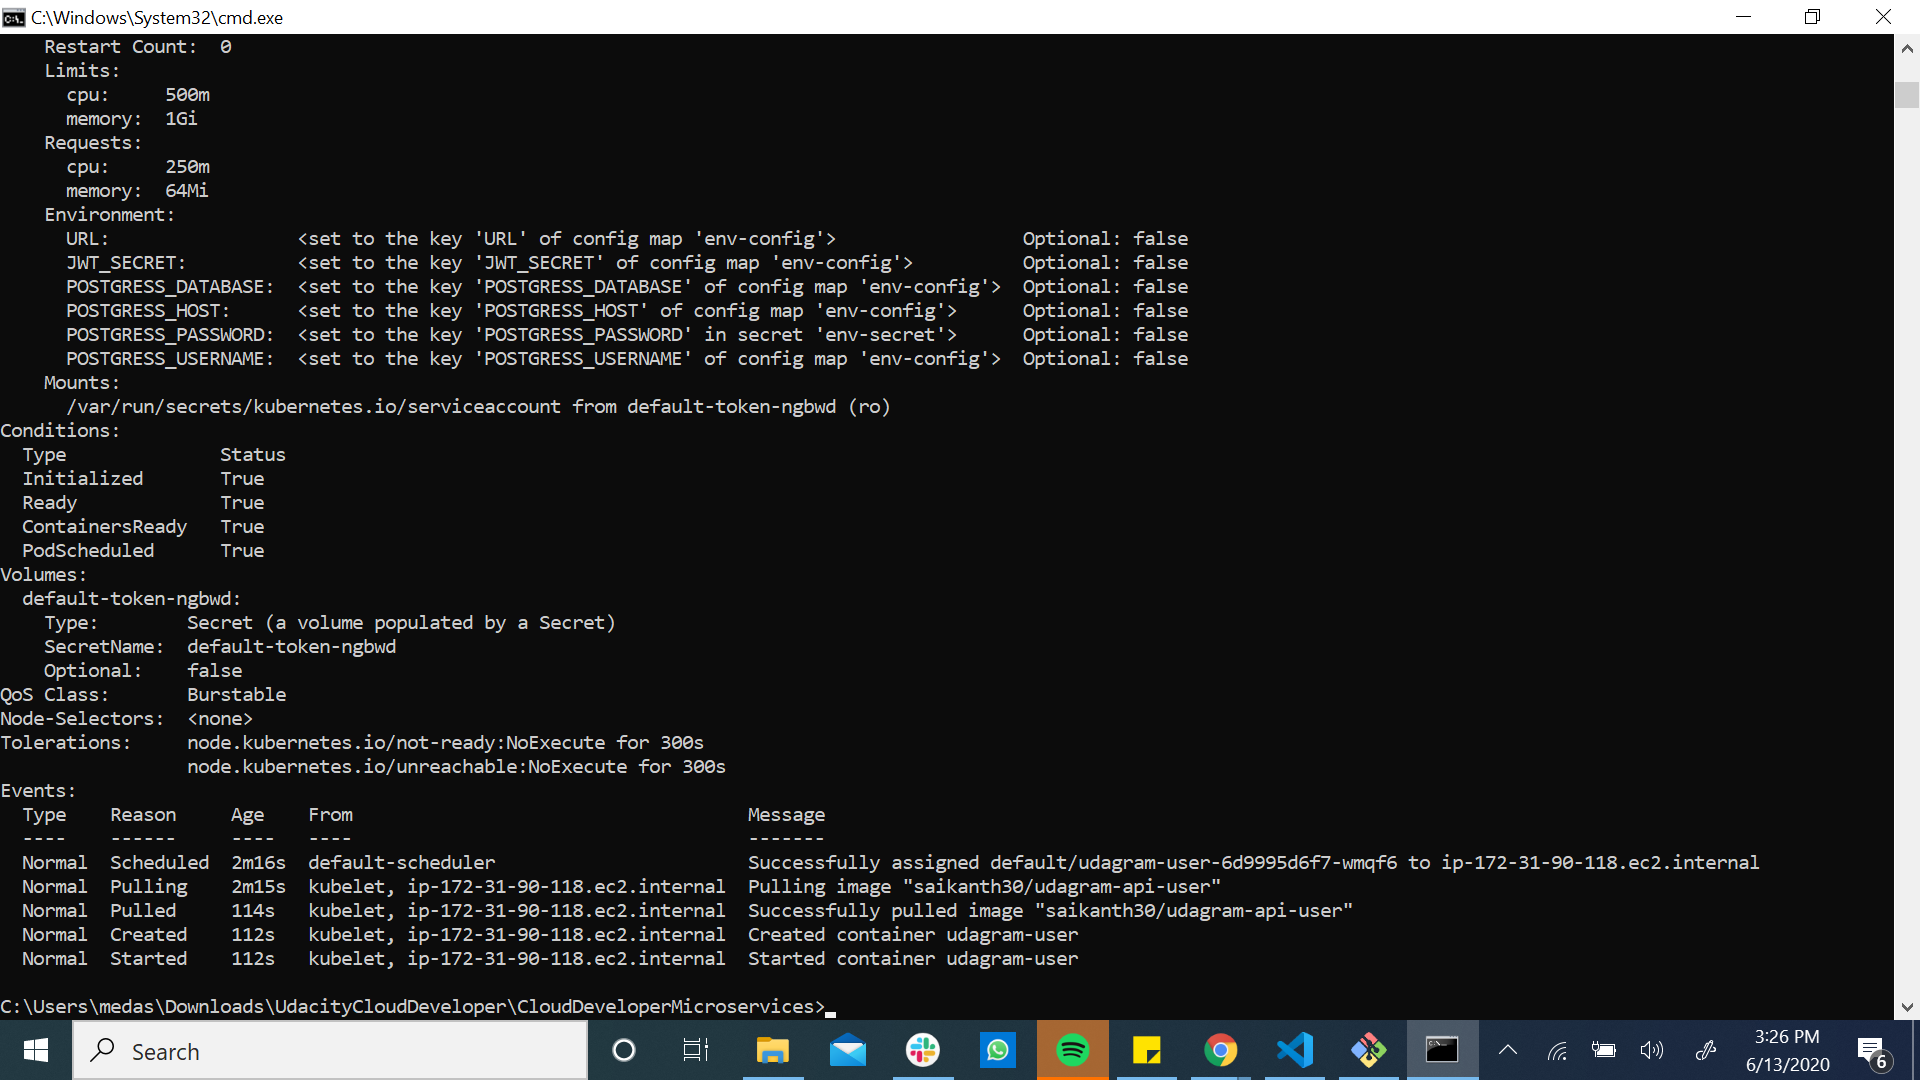 C:\Windows\System32\cmd.exe
    Restart Count:  0
    Limits:
      cpu:     500m
      memory:  1Gi
    Requests:
      cpu:     250m
      memory:  64Mi
    Environment:
      URL:                 <set to the key 'URL' of config map 'env-config'>                 Optional: false
      JWT_SECRET:          <set to the key 'JWT_SECRET' of config map 'env-config'>          Optional: false
      POSTGRESS_DATABASE:  <set to the key 'POSTGRESS_DATABASE' of config map 'env-config'>  Optional: false
      POSTGRESS_HOST:      <set to the key 'POSTGRESS_HOST' of config map 'env-config'>      Optional: false
      POSTGRESS_PASSWORD:  <set to the key 'POSTGRESS_PASSWORD' in secret 'env-secret'>      Optional: false
      POSTGRESS_USERNAME:  <set to the key 'POSTGRESS_USERNAME' of config map 'env-config'>  Optional: false
    Mounts:
      /var/run/secrets/kubernetes.io/serviceaccount from default-token-ngbwd (ro)
Conditions:
  Type              Status
  Initialized       True
  Ready             True
  ContainersReady   True
  PodScheduled      True
Volumes:
  default-token-ngbwd:
    Type:        Secret (a volume populated by a Secret)
    SecretName:  default-token-ngbwd
    Optional:    false
QoS Class:       Burstable
Node-Selectors:  <none>
Tolerations:     node.kubernetes.io/not-ready:NoExecute for 300s
                 node.kubernetes.io/unreachable:NoExecute for 300s
Events:
  Type    Reason     Age    From                                    Message
  ----    ------     ----   ----                                    -------
  Normal  Scheduled  2m16s  default-scheduler                       Successfully assigned default/udagram-user-6d9995d6f7-wmqf6 to ip-172-31-90-118.ec2.internal
  Normal  Pulling    2m15s  kubelet, ip-172-31-90-118.ec2.internal  Pulling image "saikanth30/udagram-api-user"
  Normal  Pulled     114s   kubelet, ip-172-31-90-118.ec2.internal  Successfully pulled image "saikanth30/udagram-api-user"
  Normal  Created    112s   kubelet, ip-172-31-90-118.ec2.internal  Created container udagram-user
  Normal  Started    112s   kubelet, ip-172-31-90-118.ec2.internal  Started container udagram-user
C:\Users\medas\Downloads\UdacityCloudDeveloper\CloudDeveloperMicroservices>
Search
3:26 PM
6/13/2020
6